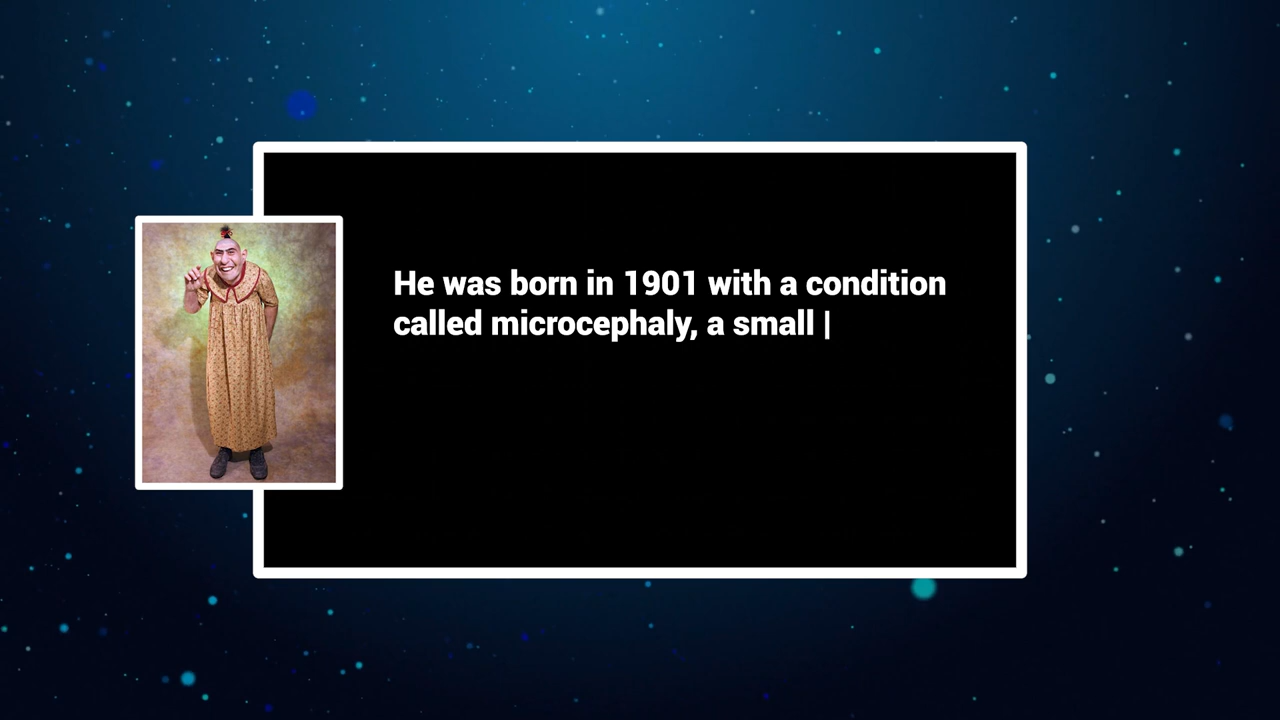 He was born in 1901 with a condition
called microcephaly, a small |